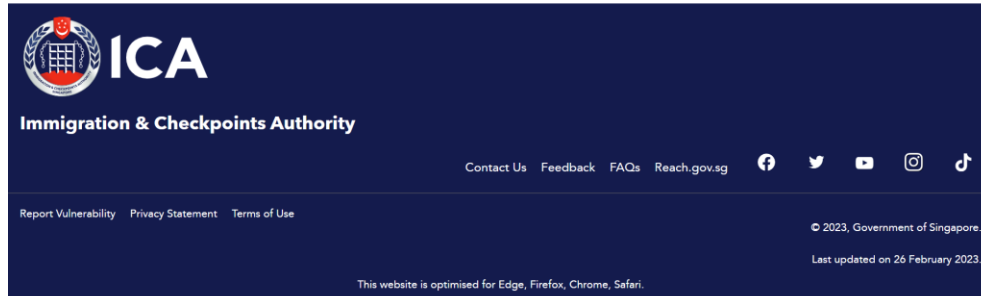 ICA
Immigration & Checkpoints Authority
Contact Us Feedback FAQs Reach.gov.sg
Report Vulnerability Privacy Statement Terms of Use
© 2023, Government of Singapore.
Last updated on 26 February 2023.
This website is optimised for Edge, Firefox, Chrome, Safari.